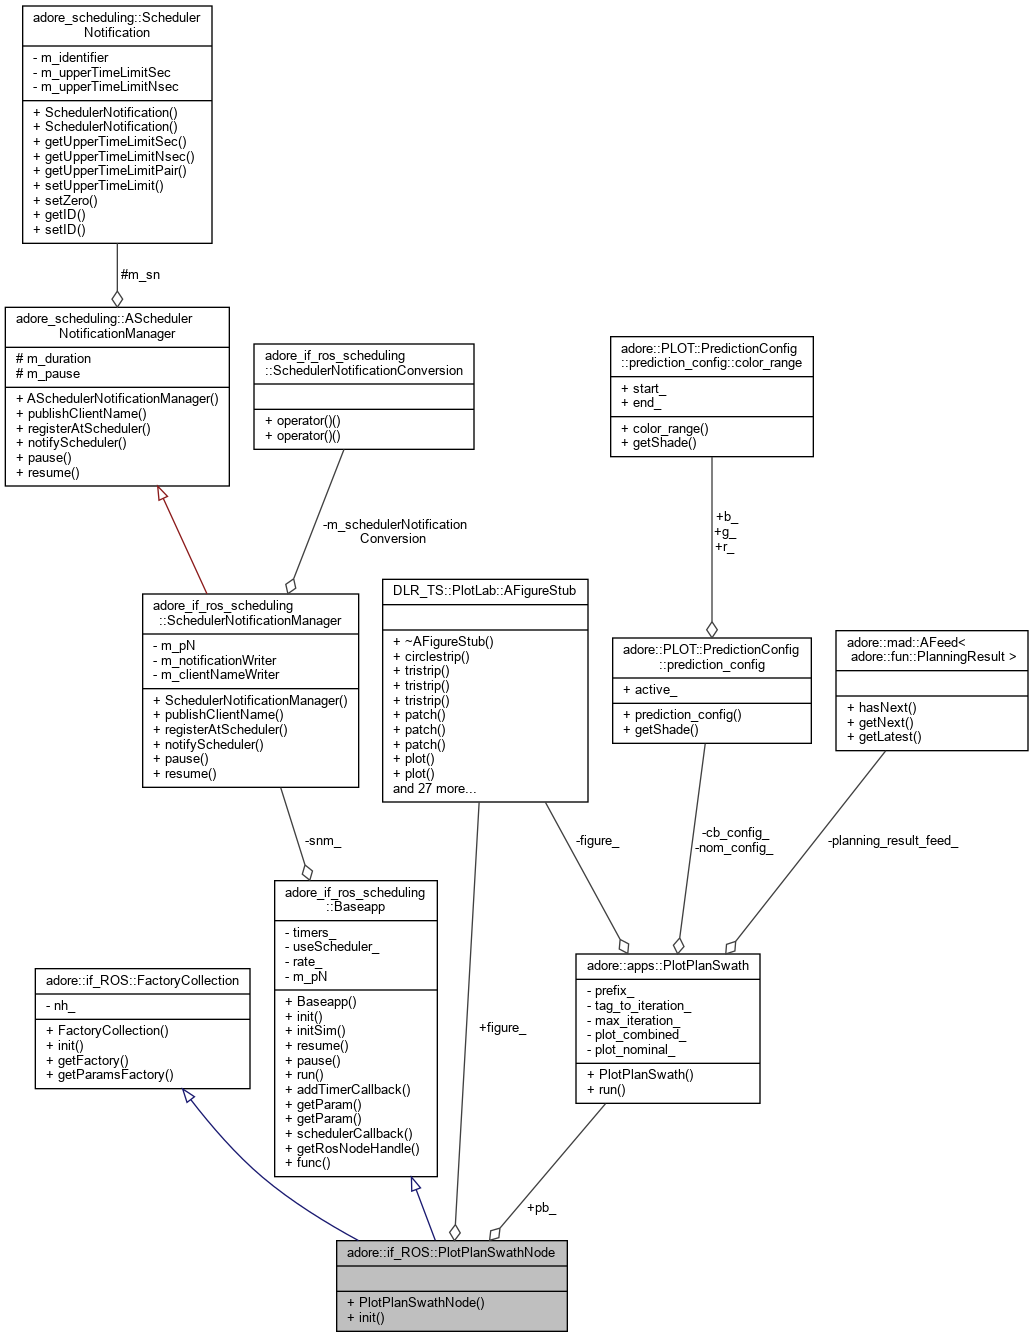 adore_scheduling::Scheduler
Notification
- m_identifier
- m_upperTimeLimitSec
- m_upperTimeLimitNsec
+ SchedulerNotification()
+ SchedulerNotification()
+ getUpperTimeLimitSec()
+ getUpperTimeLimitNsec()
+ getUpperTimeLimitPair()
+ setUpperTimeLimit()
+ setZero()
+ getID()
+ setID()
#m_sn
adore_scheduling::AScheduler
NotificationManager
# m_duration
# m_pause
+ ASchedulerNotificationManager()
+ publishClientName()
+ registerAtScheduler()
+ notifyScheduler()
+ pause()
+ resume()
adore_if_ros_scheduling
::SchedulerNotificationConversion
+ operator()()
+ operator()()
adore::PLOT::PredictionConfig
::prediction_config::color_range
+ start_
+ end_
+ color_range()
+ getShade()
-m_schedulerNotification
Conversion
+b_
+g_
+r_
adore_if_ros_scheduling
::SchedulerNotificationManager
- m_pN
- m_notificationWriter
- m_clientNameWriter
+ SchedulerNotificationManager()
+ publishClientName()
+ registerAtScheduler()
+ notifyScheduler()
+ pause()
+ resume()
DLR_TS::PlotLab::AFigureStub
+ ~AFigureStub()
+ circlestrip()
+ tristrip()
+ tristrip()
+ tristrip()
+ patch()
+ patch()
+ patch()
+ plot()
+ plot()
and 27 more...
adore::PLOT::PredictionConfig
::prediction_config
+ active_
+ prediction_config()
+ getShade()
adore::mad::AFeed<
adore::fun::PlanningResult >
+ hasNext()
+ getNext()
+ getLatest()
-snm_
-figure_
-cb_config_
-nom_config_
-planning_result_feed_
adore_if_ros_scheduling
::Baseapp
- timers_
- useScheduler_
- rate_
- m_pN
+ Baseapp()
+ init()
+ initSim()
+ resume()
+ pause()
+ run()
+ addTimerCallback()
+ getParam()
+ getParam()
+ schedulerCallback()
+ getRosNodeHandle()
+ func()
adore::if_ROS::FactoryCollection
- nh_
+ FactoryCollection()
+ init()
+ getFactory()
+ getParamsFactory()
adore::apps::PlotPlanSwath
- prefix_
- tag_to_iteration_
- max_iteration_
- plot_combined_
- plot_nominal_
+ PlotPlanSwath()
+ run()
+figure_
+pb_
adore::if_ROS::PlotPlanSwathNode
+ PlotPlanSwathNode()
+ init()